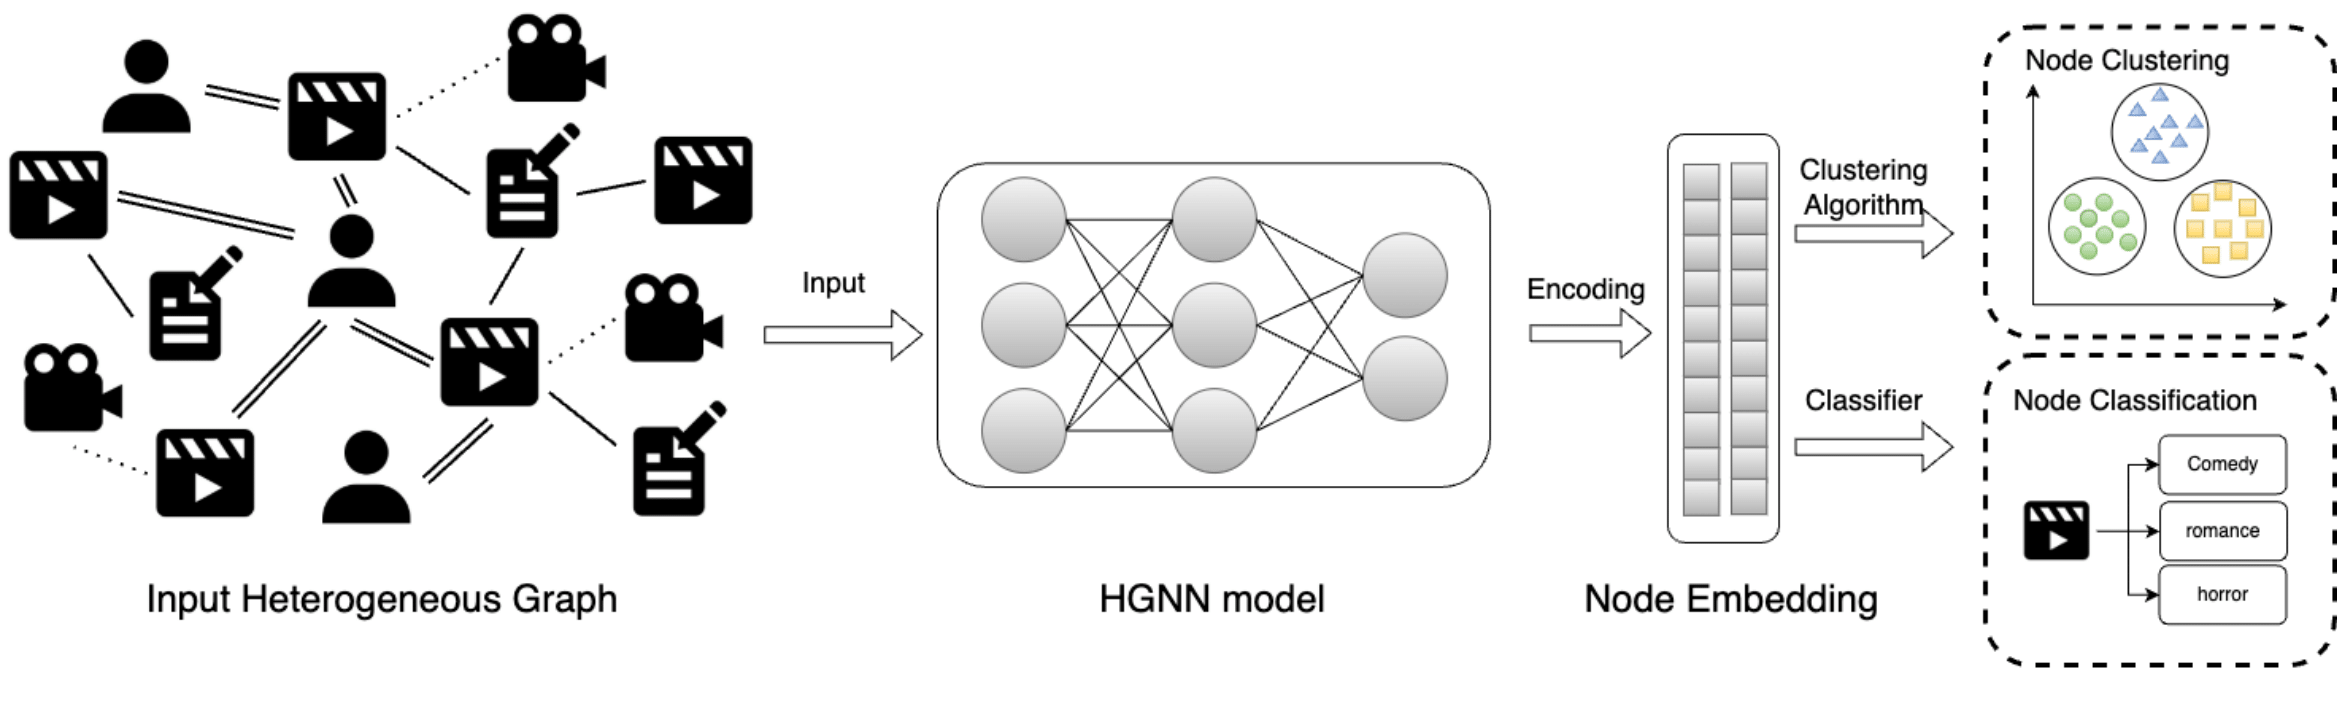 Input Heterogeneous Graph
Input
HGNN model
Encoding
Node Embedding
Clustering
Algorithm
Classifier
Node Clustering
Node Classification
Comedy
romance
horror